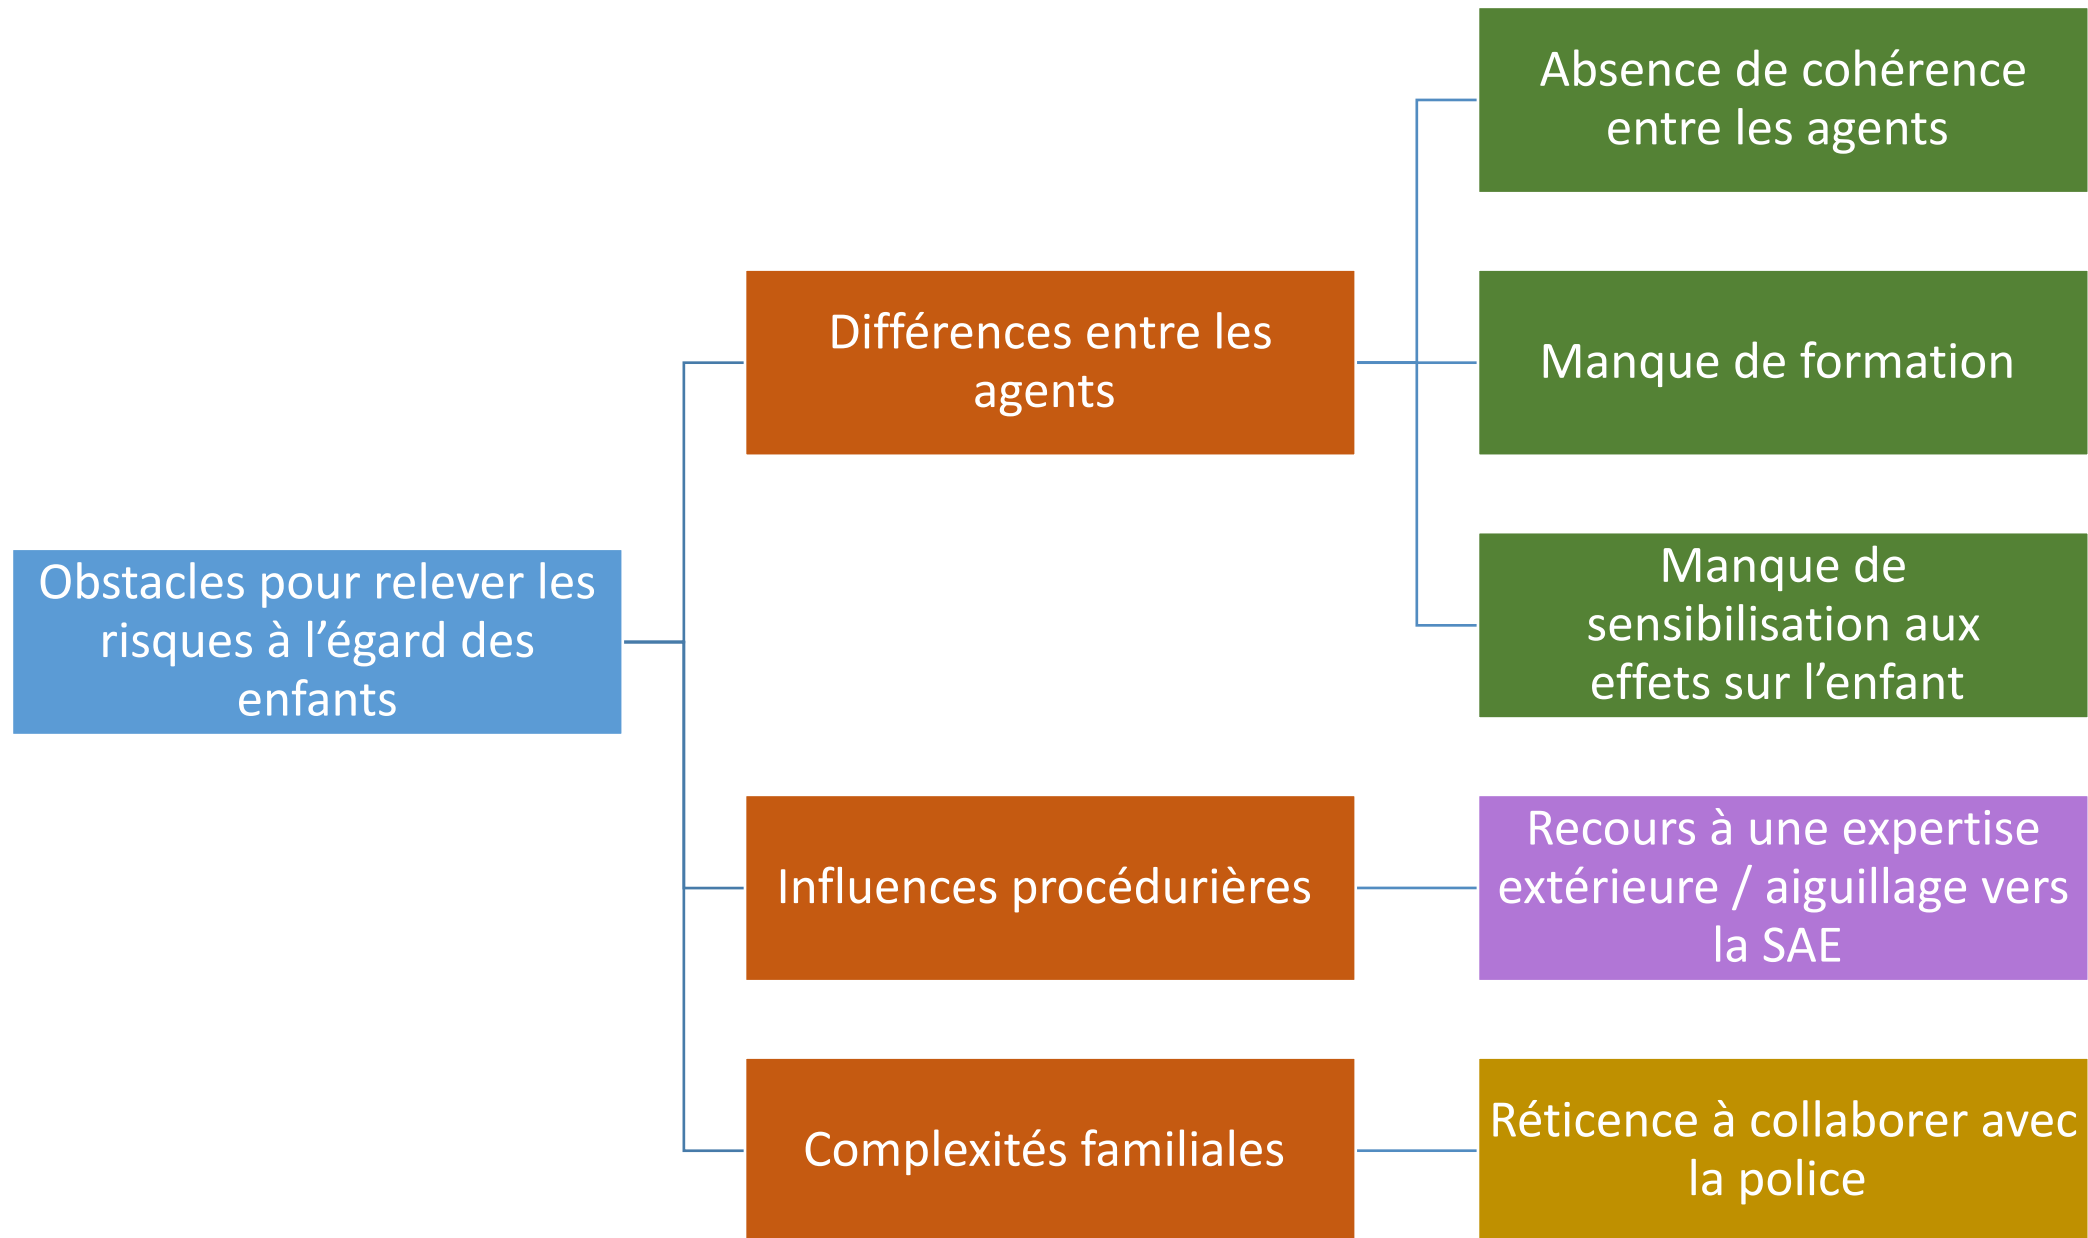 Obstacles pour relever les
risques à l’égard des
enfants
Différences entre les
agents
Absence de cohérence
entre les agents
Manque de formation
Manque de
sensibilisation aux
effets sur l’enfant
Influences procédurières
Recours à une expertise
extérieure / aiguillage vers
la SAE
Complexités familiales
Réticence à collaborer avec
la police